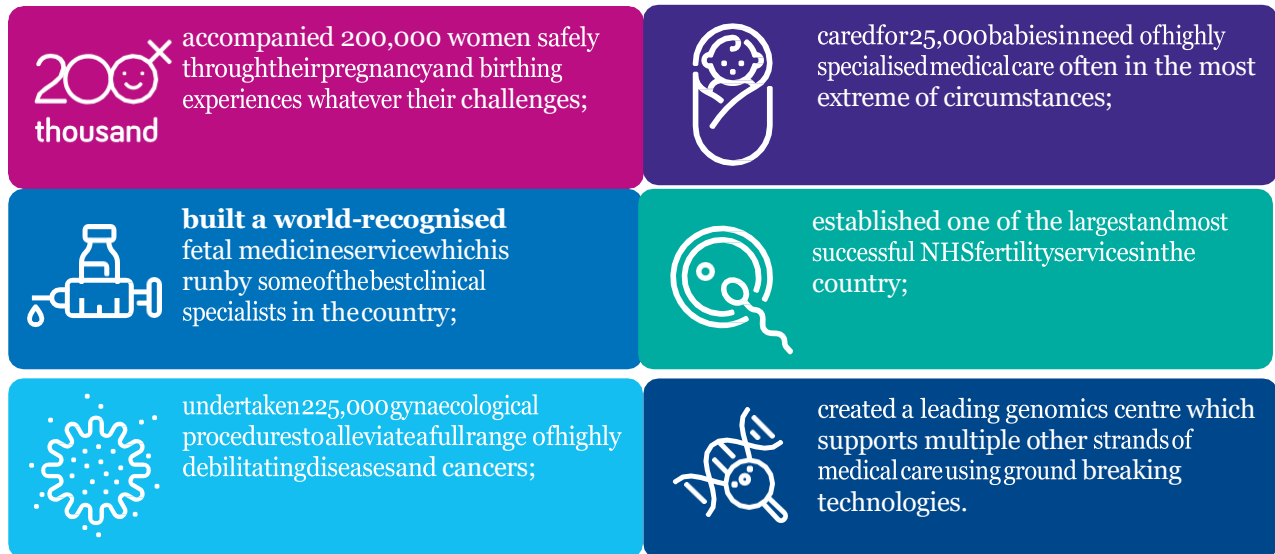 200
thousand
accompanied 200,000 women safely
throughtheirpregnancyand birthing
experiences whatever their challenges;
caredfor25,000babiesinneed ofhighly
specialisedmedicalcare often in the most
extreme of circumstances;
built a world-recognised
fetal medicineservicewhichis
runby someofthebestclinical
specialists in thecountry;
established one of the largestandmost
successful NHSfertilityservicesinthe
country;
undertaken225,000gynaecological
procedurestoalleviateafullrange ofhighly
debilitatingdiseasesand cancers;
created a leading genomics centre which
supports multiple other strandsof
medicalcareusingground breaking
technologies.